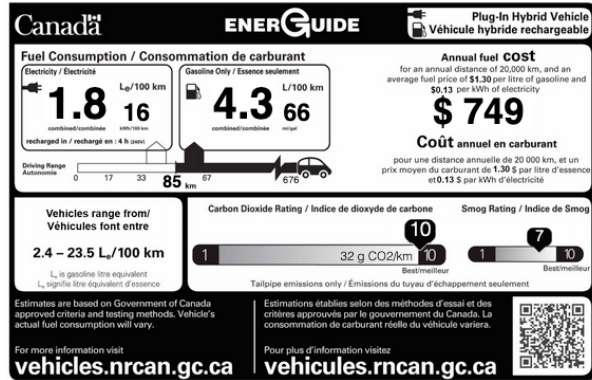 Canada
ENERGUIDE
Plug-In Hybrid Vehicle
Véhicule hybride rechargeable
Fuel Consumption / Consommation de carburant
Electricity / Électricité
1.8
combined/combinée
Le/100 km
16
kWh/100 km
recharged in / rechargé en : 4 h (240V)
Gasoline Only / Essence seulement
4.3
combined/combinée
L/100 km
66
mi/gal
Driving Range
Autonomie
0 17 33 67 676
85 km
Annual fuel cost
for an annual distance of 20,000 km, and an
average fuel price of $1.30 per litre of gasoline and
$0.13 per kWh of electricity
$ 749
Coût annuel en carburant
pour une distance annuelle de 20 000 km, et un
prix moyen du carburant de 1.30 $ par litre d'essence
et 0.13 $ par kWh d'électricité
Vehicles range from/
Véhicules font entre
2.4 – 23.5 Le/100 km
Le is gasoline litre equivalent
Le signifie litre équivalent d'essence
Carbon Dioxide Rating / Indice de dioxyde de carbone
10
1 32 g CO2/km 10
Best/meilleur
Smog Rating / Indice de Smog
7
1 10
Best/meilleur
Tailpipe emissions only / Émissions du tuyau d'échappement seulement
Estimates are based on Government of Canada
approved criteria and testing methods. Vehicle's
actual fuel consumption will vary.
For more information visit
vehicles.nrcan.gc.ca
Estimations établies selon des méthodes d'essai et des
critères approuvés par le gouvernement du Canada. La
consommation de carburant réelle du véhicule variera.
Pour plus d'information visitez
vehicules.rncan.gc.ca